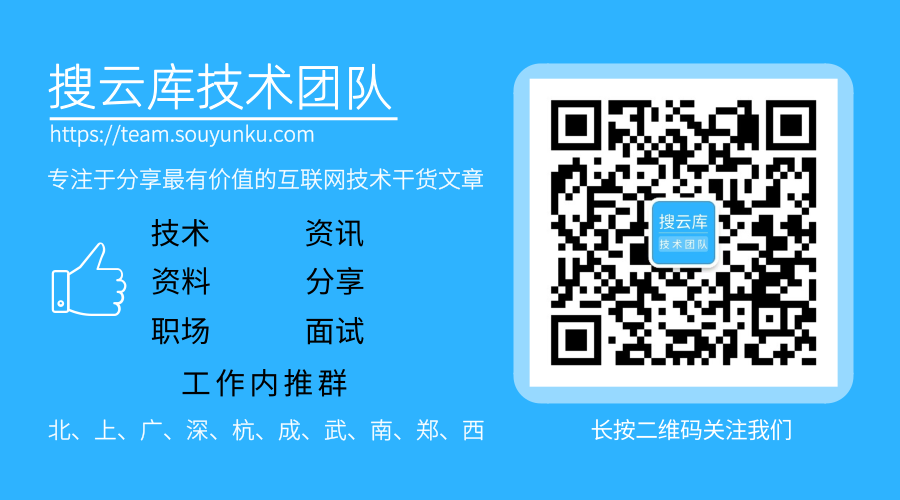 搜云库技术团队
https://team.souyunku.com
专注于分享最有价值的互联网技术干货文章
技术 资讯
资料 分享
职场 面试
工作内推群
北、上、广、深、杭、成、武、南、郑、西
搜云库
技术团队
长按二维码关注我们